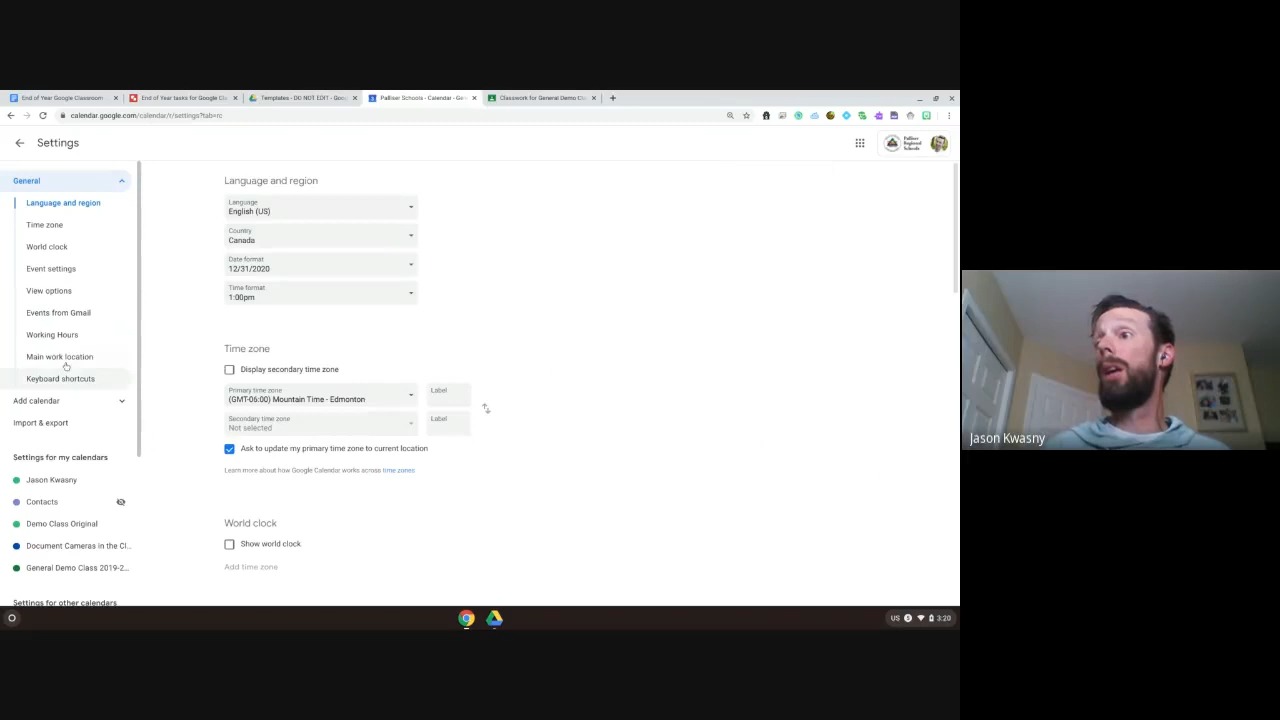 End of Year Google Classroom
End of Year tasks for Google Cl
Templates - DO NOT EDIT - Goo
Palliser Schools - Calendar - Ge
Classwork for General Demo Cl
calendar.google.com/calendar/r/settings?tab=rc
Settings
Palliser
Regional
Schools
General
Language and region
Time zone
World clock
Event settings
View options
Events from Gmail
Working Hours
Main work location
Keyboard shortcuts
Add calendar
Import & export
Settings for my calendars
Jason Kwasny
Contacts
Demo Class Original
Document Cameras in the Cl...
General Demo Class 2019-2...
Settings for other calendars
Language and region
Language
English (US)
Country
Canada
Date format
12/31/2020
Time format
1:00pm
Time zone
Display secondary time zone
Primary time zone
(GMT-06:00) Mountain Time - Edmonton
Label
Secondary time zone
Not selected
Label
Ask to update my primary time zone to current location
Learn more about how Google Calendar works across time zones
World clock
Show world clock
Add time zone
US
3:20
Jason Kwasny